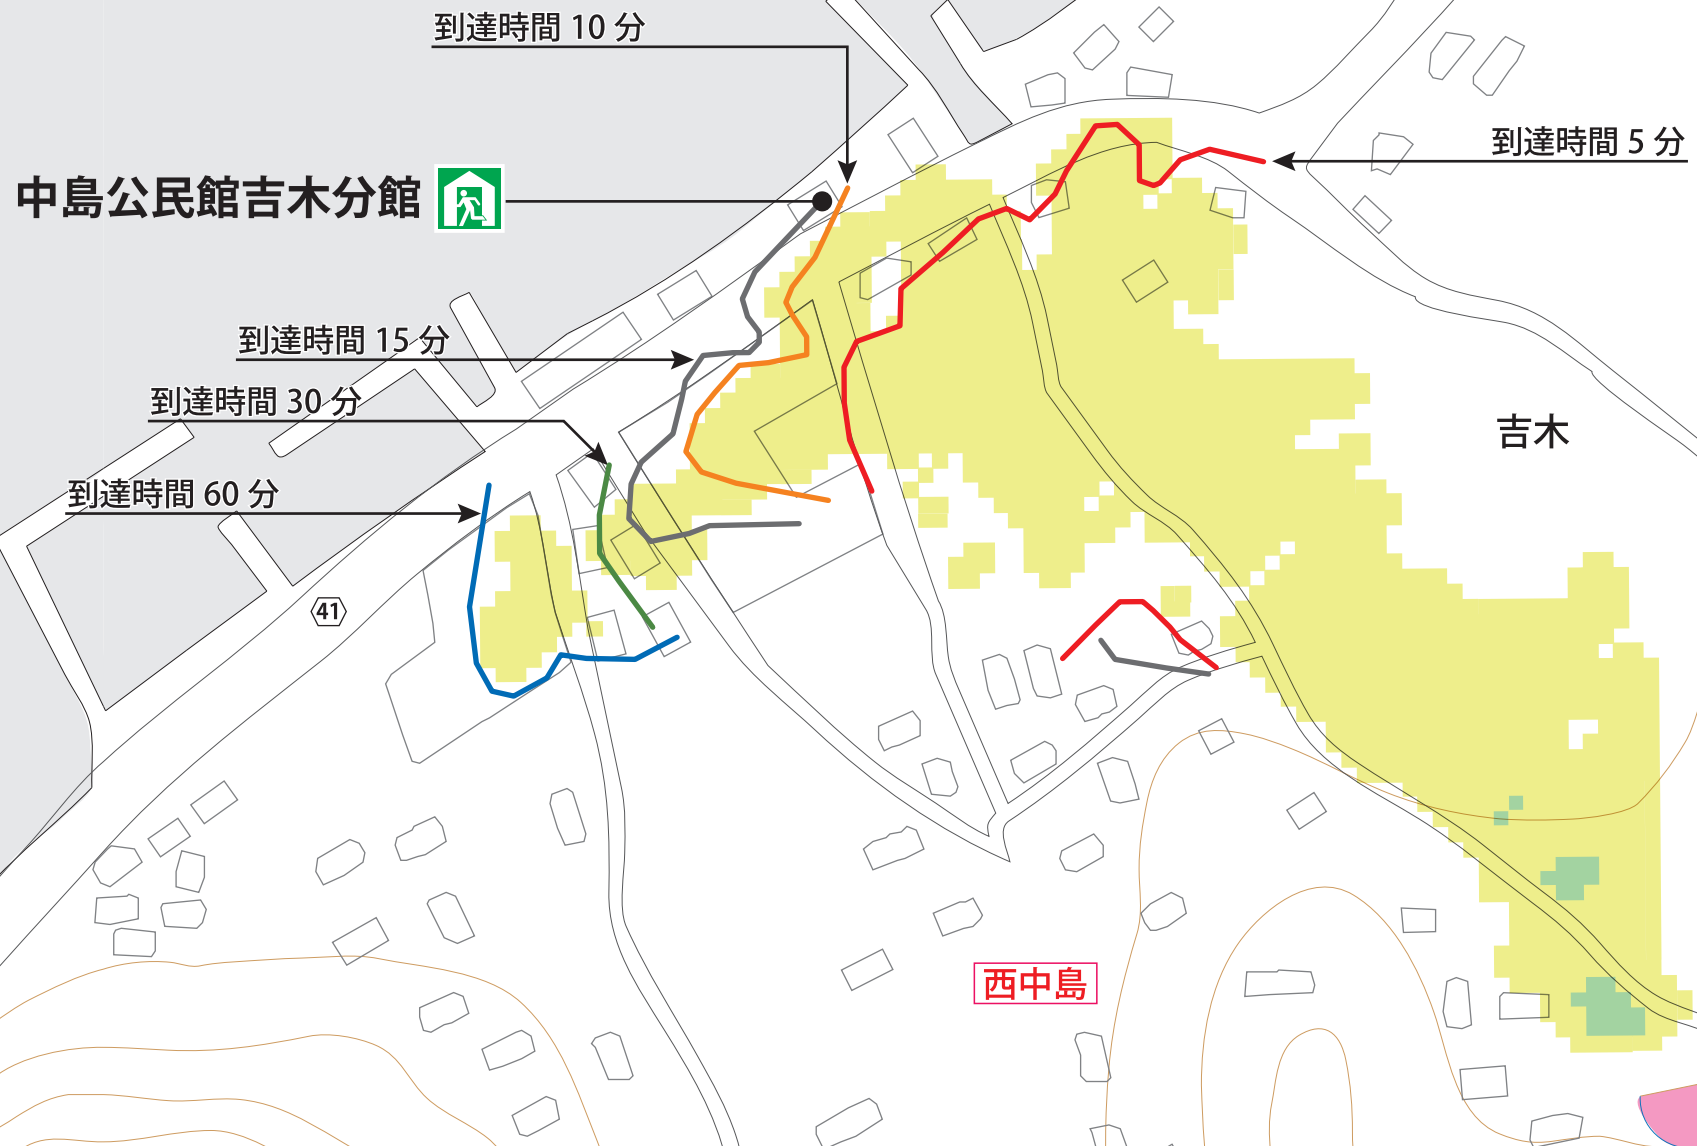 到達時間 10 分
到達時間 5 分
中島公民館吉木分館
到達時間 15 分
到達時間 30 分
吉木
到達時間 60 分
41
西中島